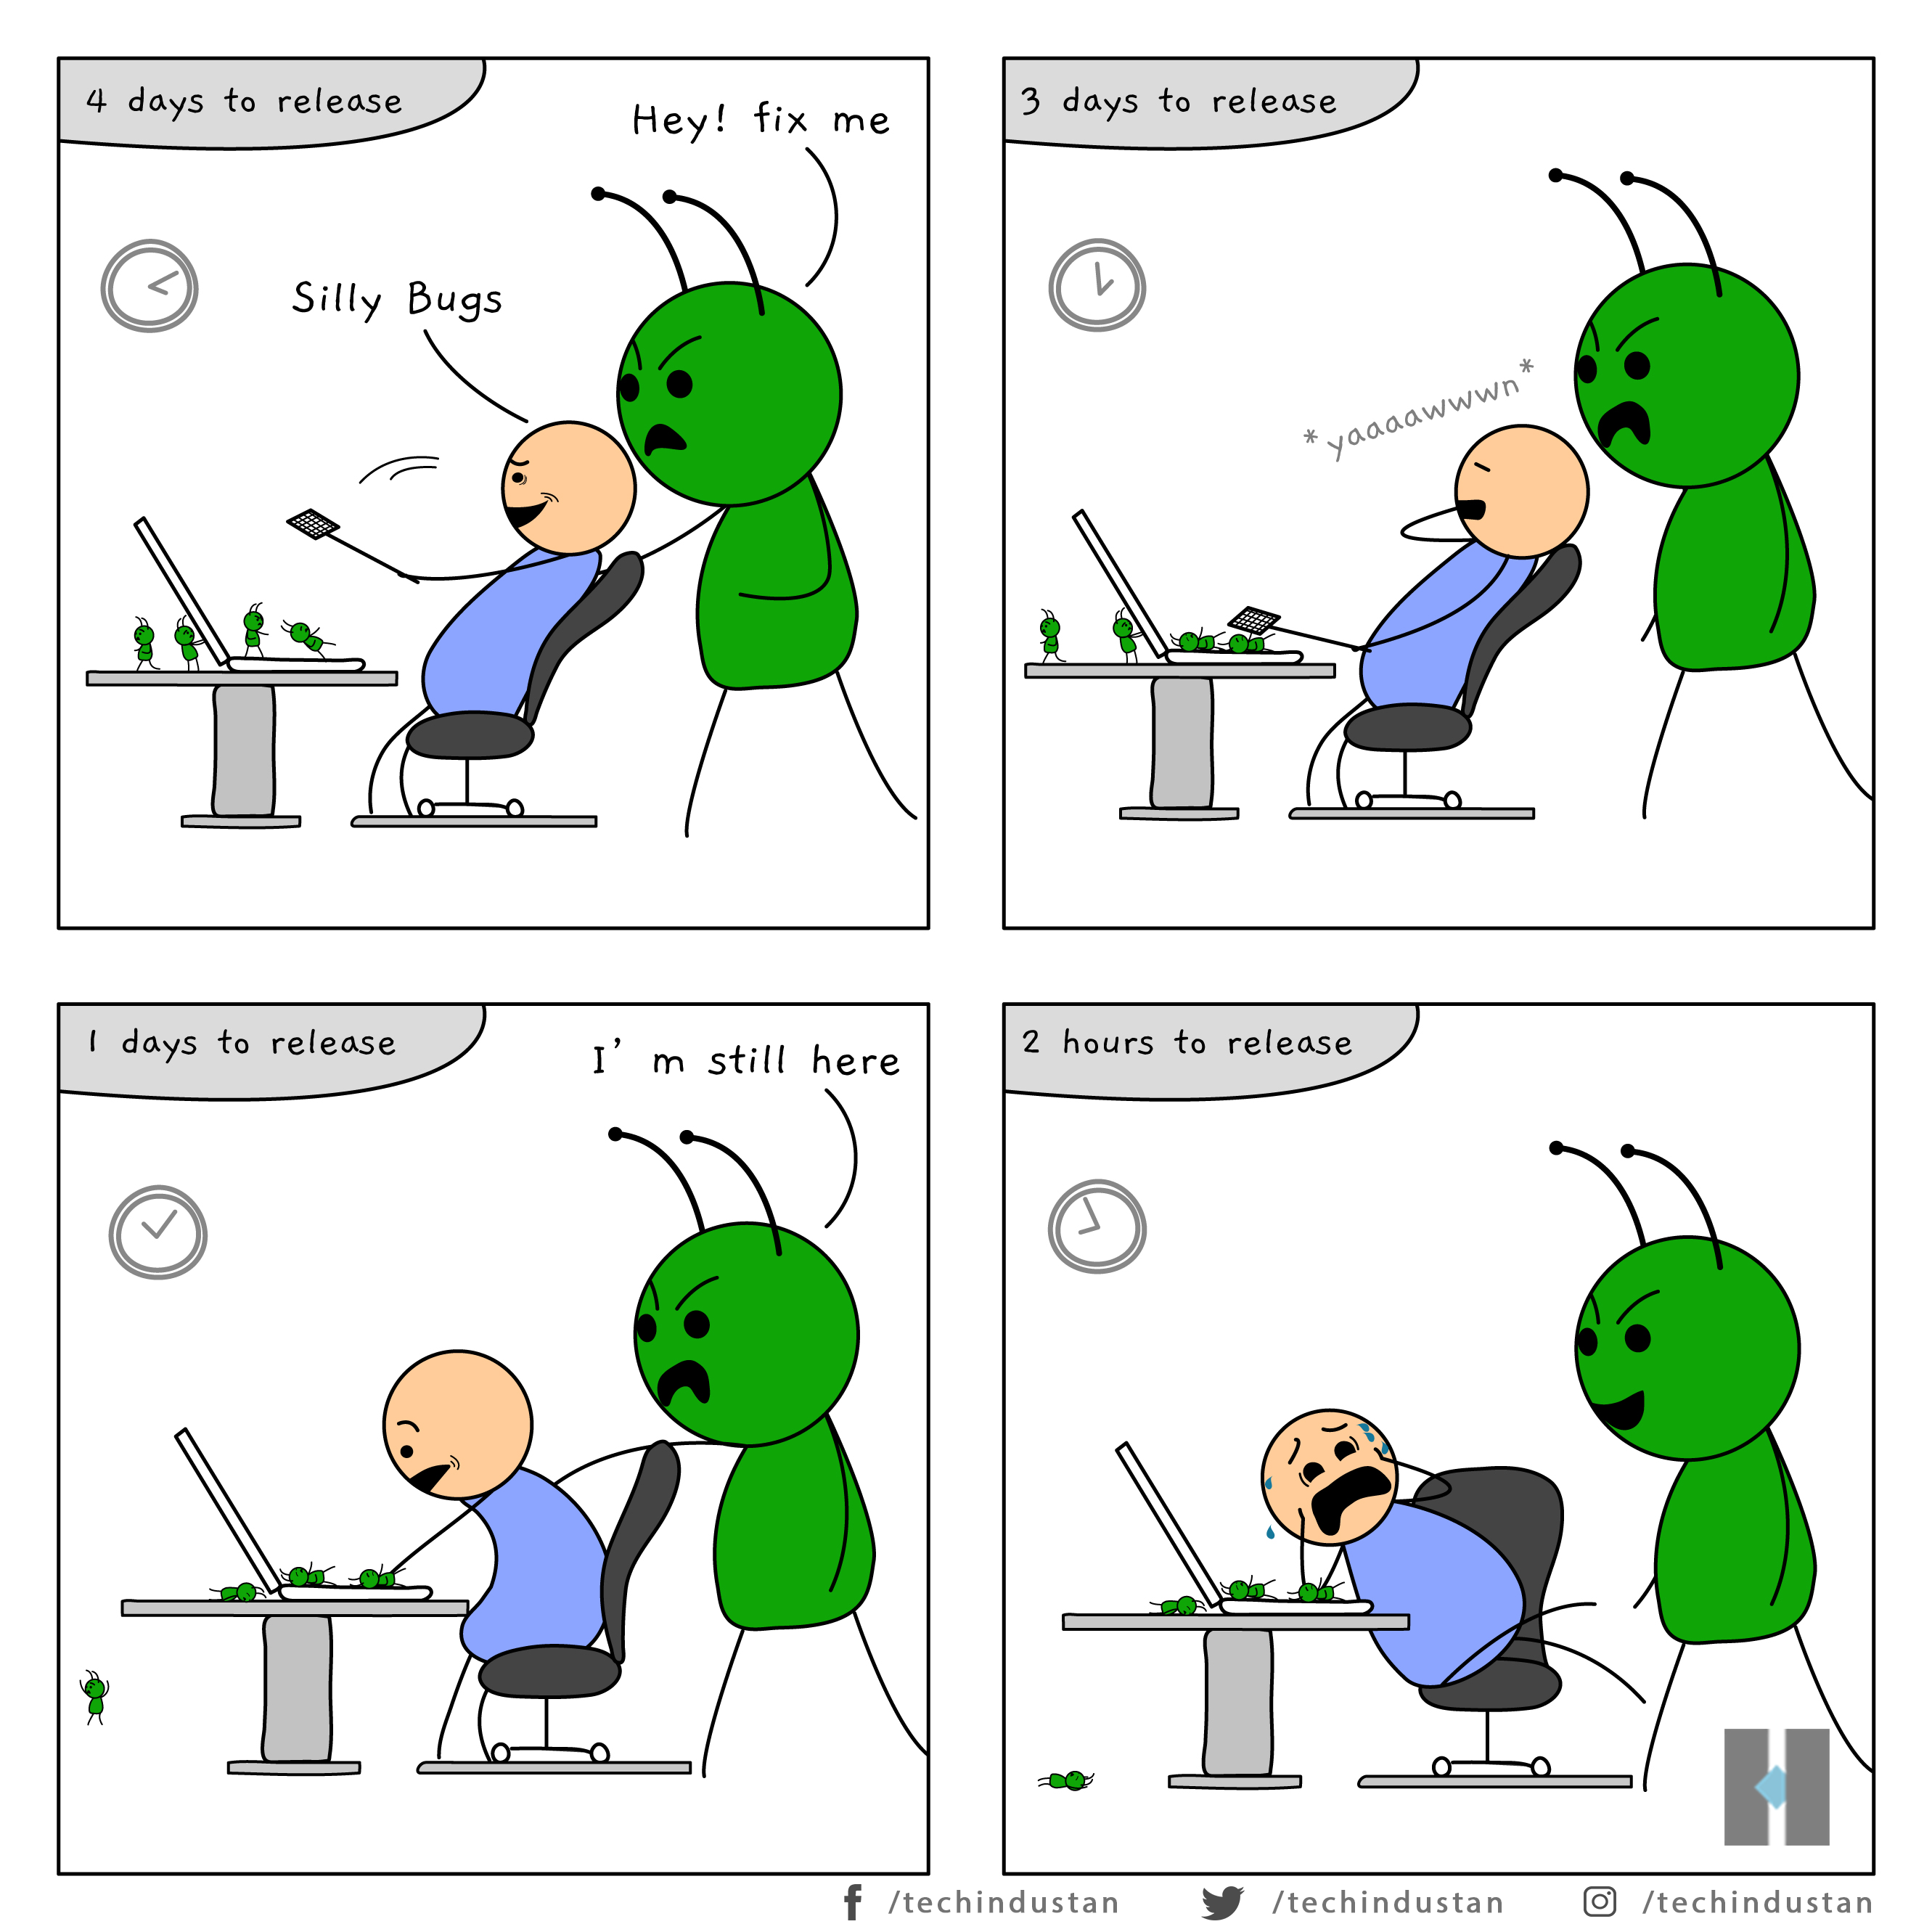 4 days to release
Hey! fix me
Silly Bugs
3 days to release
*yaaaawwwn*
1 days to release
I'm still here
2 hours to release
/techindustan
/techindustan
/techindustan